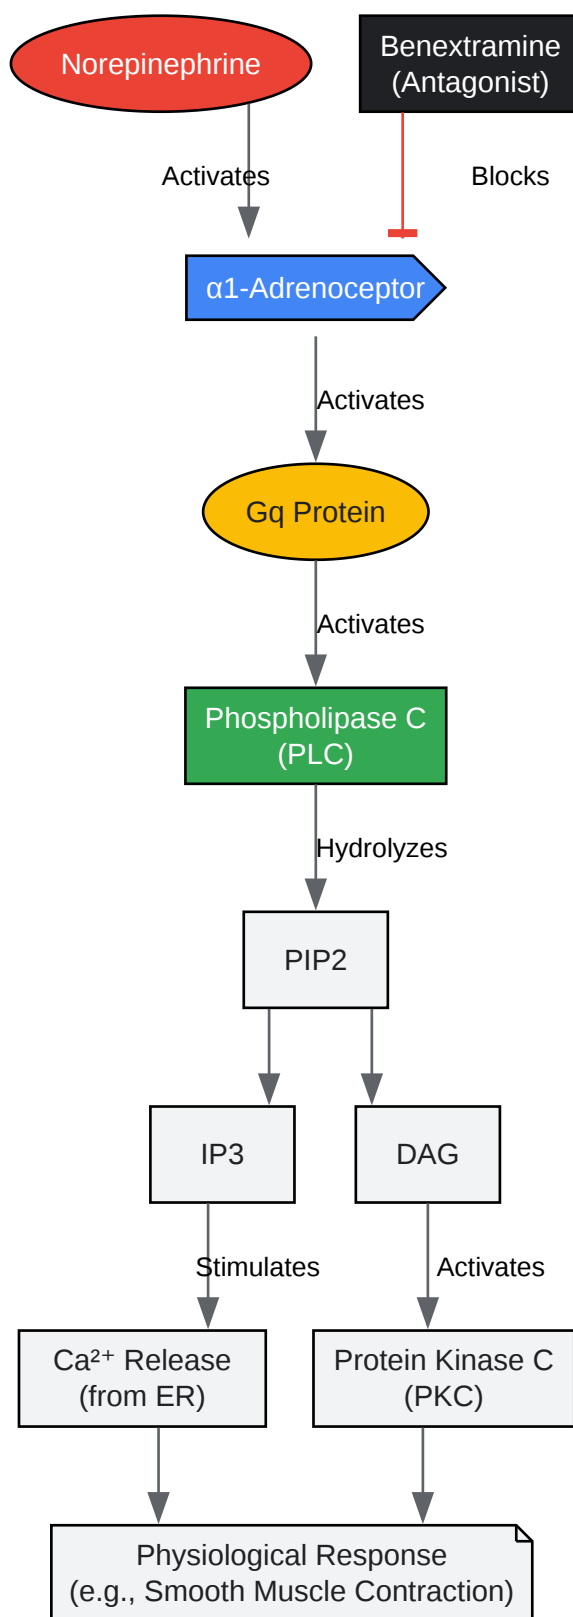 Norepinephrine
Benextramine
(Antagonist)
Activates
Blocks
α1-Adrenoceptor
Activates
Gq Protein
Activates
Phospholipase C
(PLC)
Hydrolyzes
PIP2
IP3
DAG
Stimulates
Activates
Ca²⁺ Release
(from ER)
Protein Kinase C
(PKC)
Physiological Response
(e.g., Smooth Muscle Contraction)